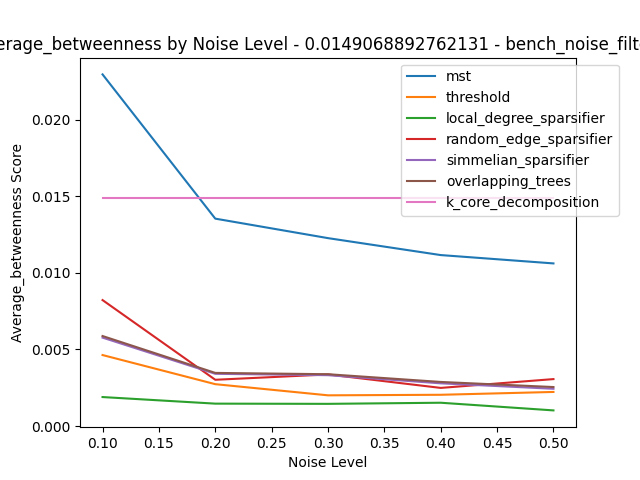 erage_betweenness by Noise Level - 0.0149068892762131 - bench_noise_filt
mst
threshold
local_degree_sparsifier
random_edge_sparsifier
simmelian_sparsifier
overlapping_trees
k_core_decomposition
Average_betweenness Score
0.020
0.015
0.010
0.005
0.000
0.10 0.15 0.20 0.25 0.30 0.35 0.40 0.45 0.50
Noise Level